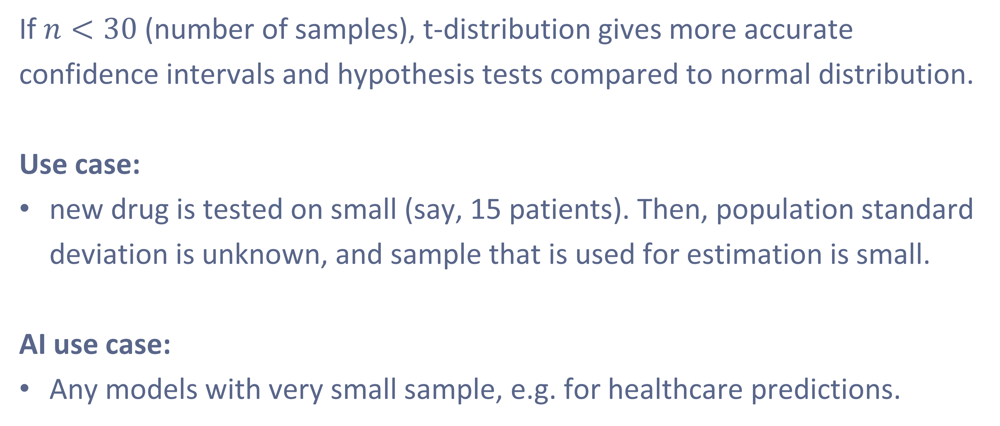 If n < 30 (number of samples), t-distribution gives more accurate
confidence intervals and hypothesis tests compared to normal distribution.
Use case:
• new drug is tested on small (say, 15 patients). Then, population standard
deviation is unknown, and sample that is used for estimation is small.
AI use case:
• Any models with very small sample, e.g. for healthcare predictions.